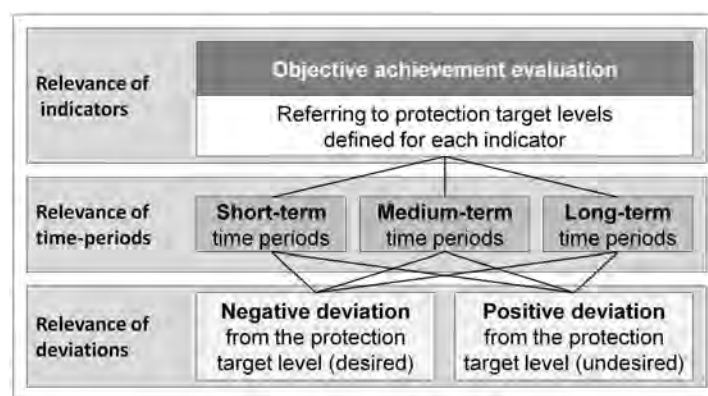 Relevance of
indicators
Objective achievement evaluation
Referring to protection target levels
defined for each indicator
Relevance of
time-periods
Short-term
time periods
Medium-term
time periods
Long-term
time periods
Relevance of
deviations
Negative deviation
from the protection
target level (desired)
Positive deviation
from the protection
target level (undesired)